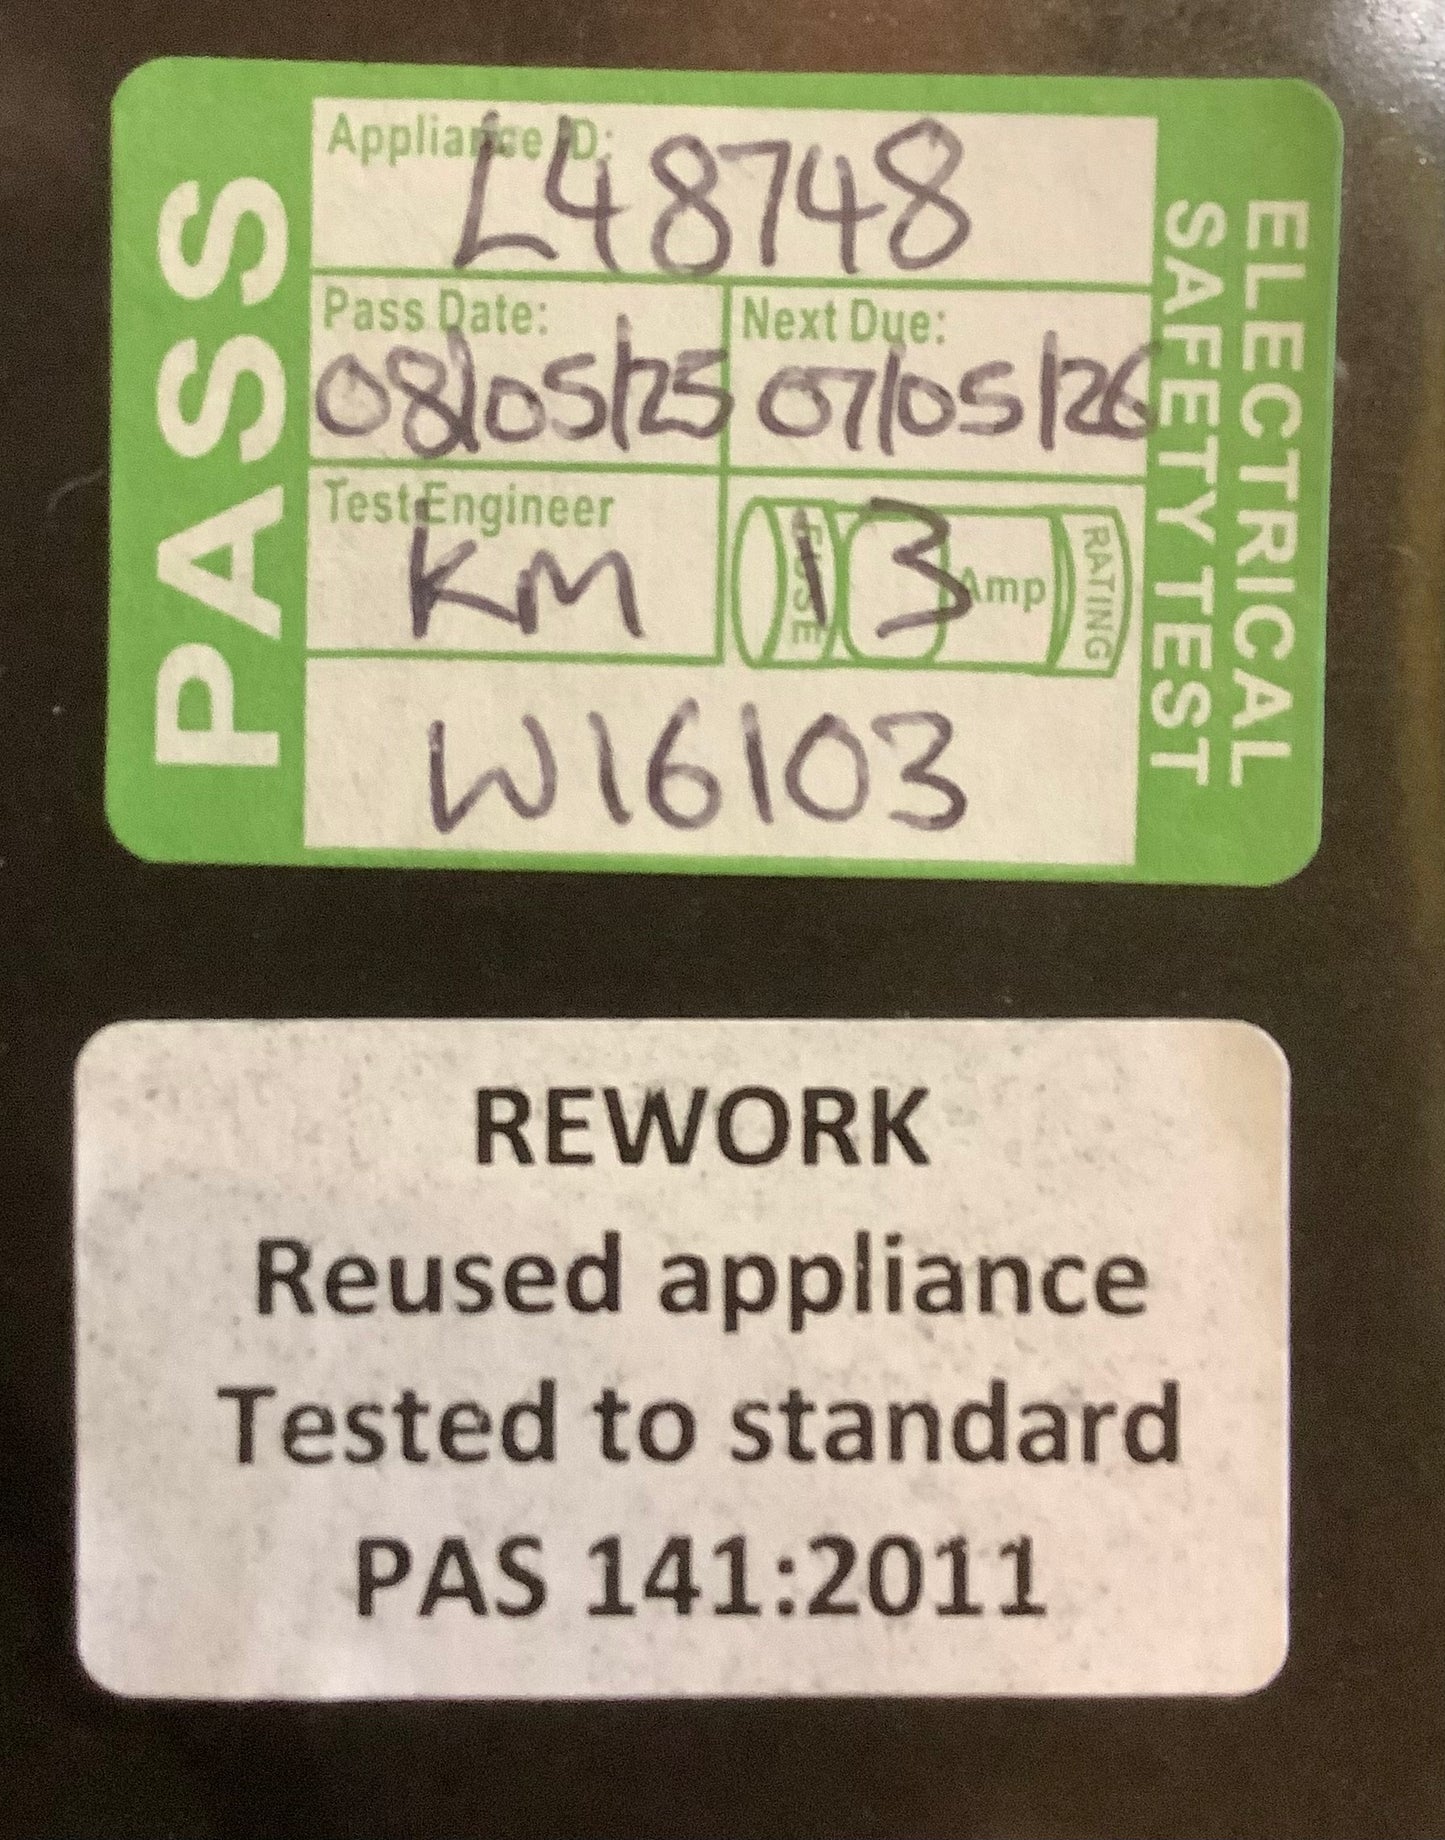 PASS
Appliance ID:
L48748
Pass Date:
08/05/25
Next Due:
07/05/26
Test Engineer
KM
FUSE
13
Amp
RATING
W16103
ELECTRICAL
SAFETY TEST
REWORK
Reused appliance
Tested to standard
PAS 141:2011